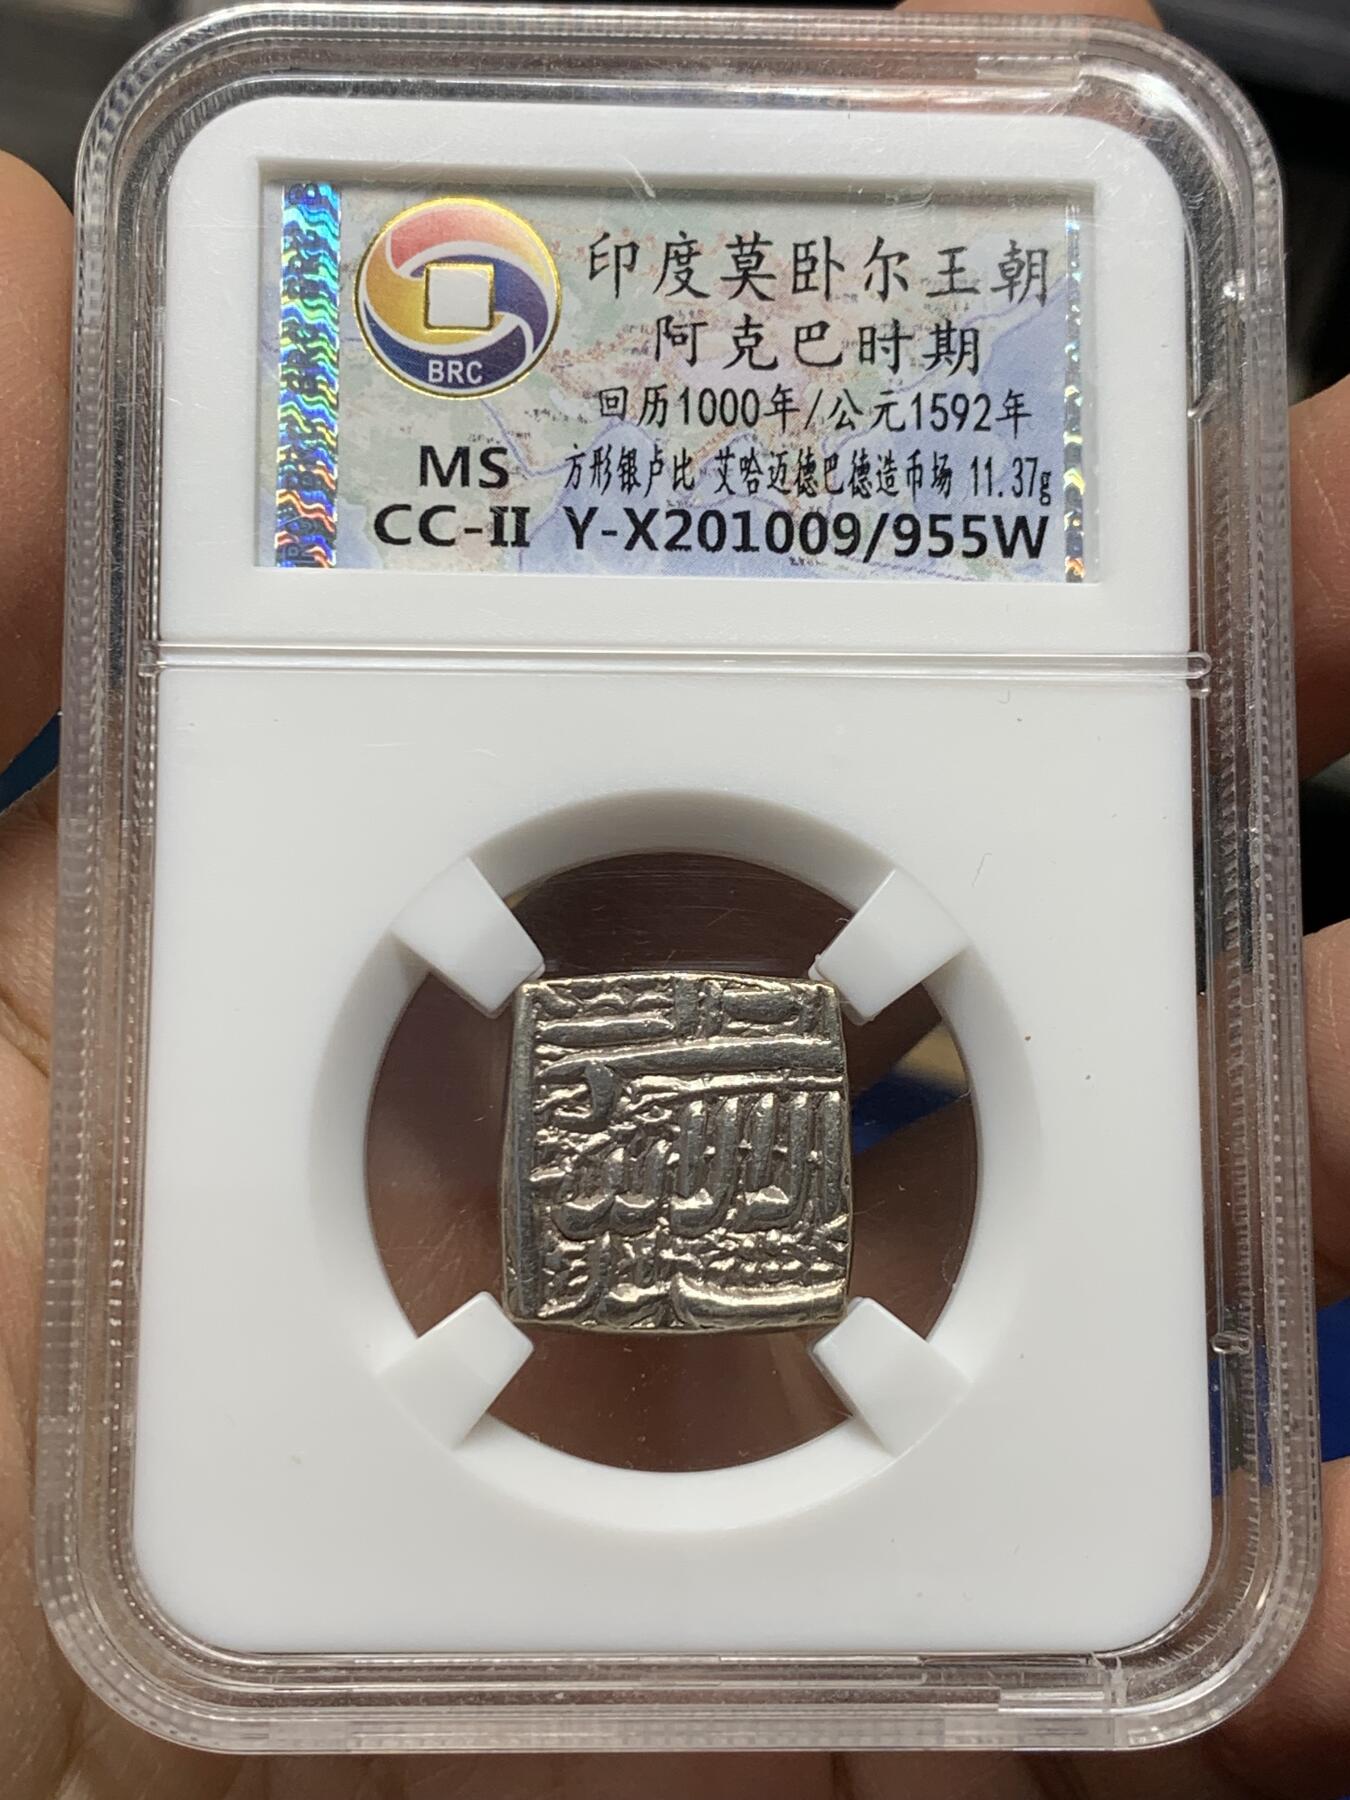 BRC
印度莫卧尔王朝
阿克巴时期
回历1000年/公元1592年
MS 方形银卢比 艾哈迈德巴德造币场 11.37g
CC-II Y-X201009/955W